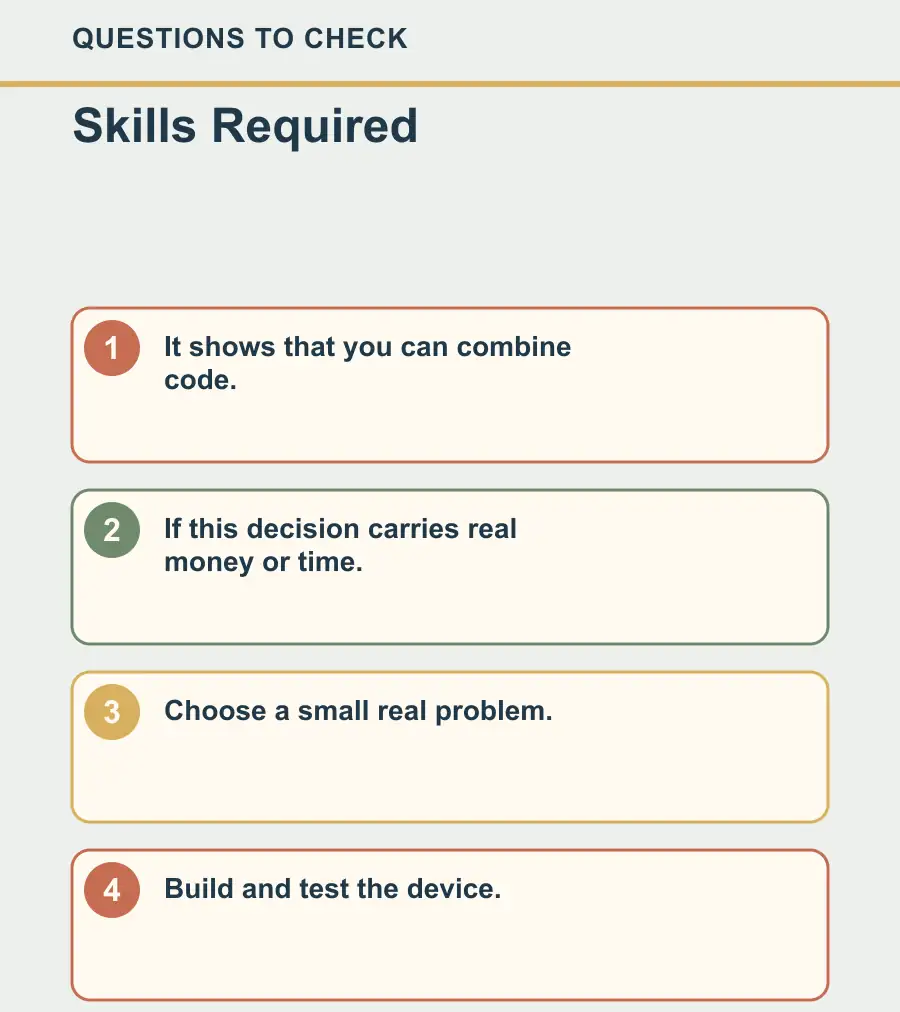 QUESTIONS TO CHECK
Skills Required
1
It shows that you can combine
code.
2
If this decision carries real
money or time.
3
Choose a small real problem.
4
Build and test the device.